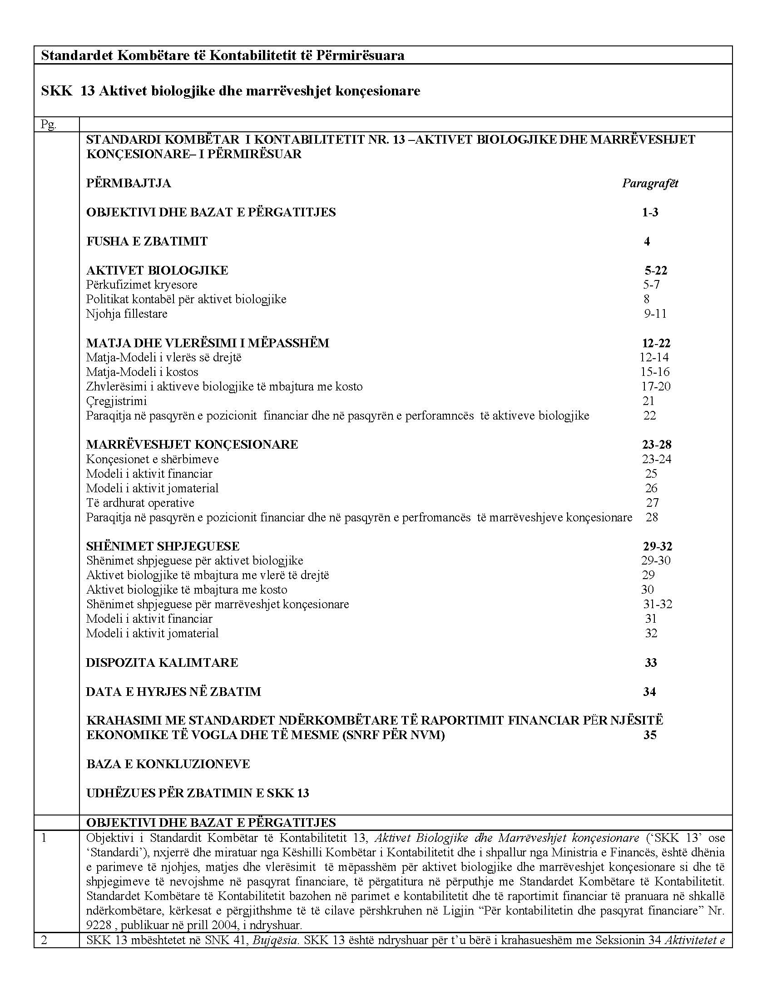 Standardet Kombëtare të Kontabilitetit të Përmirësuara
SKK  13 Aktivet biologjike dhe marrëveshjet konçesionare
Pg.
STANDARDI KOMBËTAR  I KONTABILITETIT NR. 13 –AKTIVET BIOLOGJIKE DHE MARRËVESHJET
KONÇESIONARE– I PËRMIRËSUAR
PËRMBAJTJA Paragrafët
OBJEKTIVI DHE BAZAT E PËRGATITJES 1-3
FUSHA E ZBATIMIT 4
AKTIVET BIOLOGJIKE 5-22
Përkufizimet kryesore 5-7
Politikat kontabël për aktivet biologjike 8
Njohja fillestare 9-11
MATJA DHE VLERËSIMI I MËPASSHËM 12-22
Matja-Modeli i vlerës së drejtë 12-14
Matja-Modeli i kostos 15-16
Zhvlerësimi i aktiveve biologjike të mbajtura me kosto 17-20
Çregjistrimi 21
Paraqitja në pasqyrën e pozicionit  financiar dhe në pasqyrën e perforamncës  të aktiveve biologjike 22
MARRËVESHJET KONÇESIONARE 23-28
Konçesionet e shërbimeve 23-24
Modeli i aktivit financiar 25
Modeli i aktivit jomaterial 26
Të ardhurat operative 27
Paraqitja në pasqyrën e pozicionit financiar dhe në pasqyrën e perfromancës  të marrëveshjeve konçesionare 28
SHËNIMET SHPJEGUESE 29-32
Shënimet shpjeguese për aktivet biologjike 29-30
Aktivet biologjike të mbajtura me vlerë të drejtë 29
Aktivet biologjike të mbajtura me kosto 30
Shënimet shpjeguese për marrëveshjet konçesionare 31-32
Modeli i aktivit financiar 31
Modeli i aktivit jomaterial 32
DISPOZITA KALIMTARE 33
DATA E HYRJES NË ZBATIM 34
KRAHASIMI ME STANDARDET NDËRKOMBËTARE TË RAPORTIMIT FINANCIAR PËR NJËSITË
EKONOMIKE TË VOGLA DHE TË MESME (SNRF PËR NVM) 35
BAZA E KONKLUZIONEVE
UDHËZUES PËR ZBATIMIN E SKK 13
OBJEKTIVI DHE BAZAT E PËRGATITJES
1 Objektivi i Standardit Kombëtar të Kontabilitetit 13, Aktivet Biologjike dhe Marrëveshjet konçesionare (‘SKK 13’ ose
‘Standardi’), nxjerrë dhe miratuar nga Këshilli Kombëtar i Kontabilitetit dhe i shpallur nga Ministria e Financës, është dhënia
e parimeve të njohjes, matjes dhe vlerësimit  të mëpasshëm për aktivet biologjike dhe marrëveshjet konçesionare si dhe të
shpjegimeve të nevojshme në pasqyrat financiare, të përgatitura në përputhje me Standardet Kombëtare të Kontabilitetit.
Standardet Kombëtare të Kontabilitetit bazohen në parimet e kontabilitetit dhe të raportimit financiar të pranuara në shkallë
ndërkombëtare, kërkesat e përgjithshme të të cilave përshkruhen në Ligjin “Për kontabilitetin dhe pasqyrat financiare” Nr.
9228 , publikuar në prill 2004, i ndryshuar.
2 SKK 13 mbështetet në SNK 41, Bujqësia. SKK 13 është ndryshuar për t’u bërë i krahasueshëm me Seksionin 34 Aktivitetet e